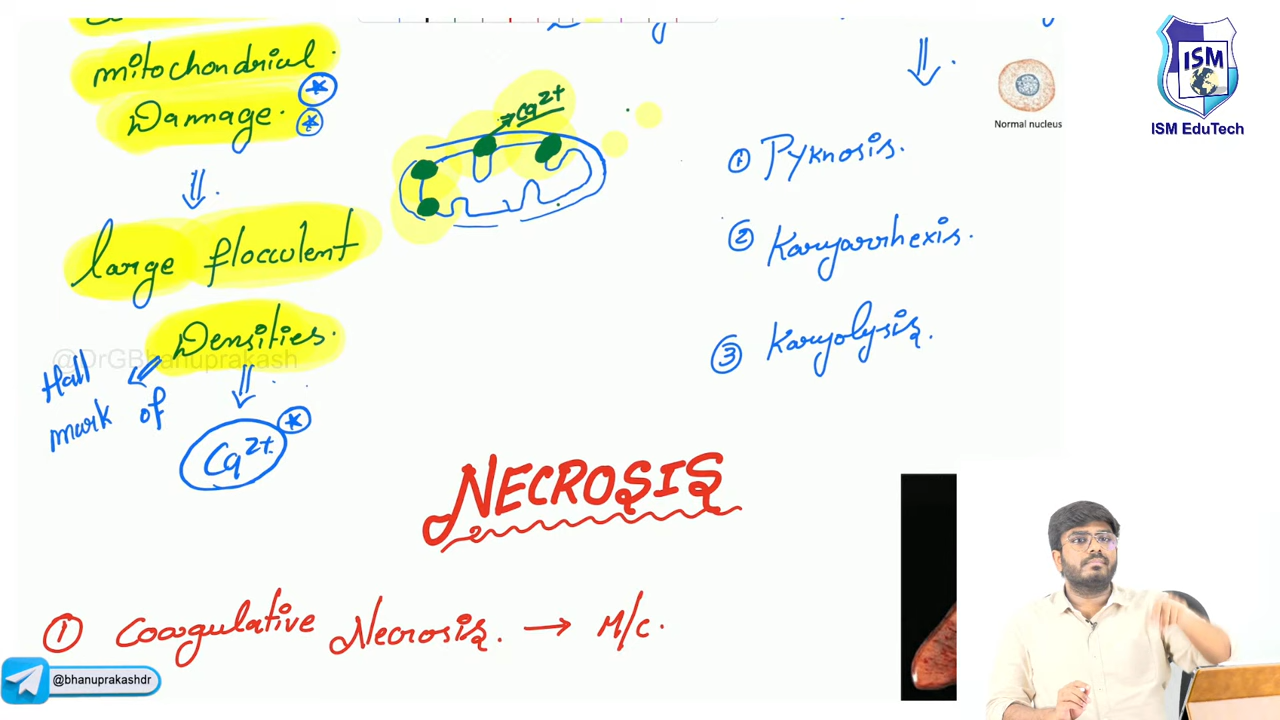 mitochondrial
Damage.
large flocculent
Densities.
Hall
mark of
Ca2+
Ca2+
① Pyknosis.
② Karyorrhexis.
③ Karyolysis.
Normal nucleus
ISM
ISM EduTech
@DrGBhanuprakash
NECROSIS
① Coagulative Necrosis. → M/c.
@bhanuprakashdr